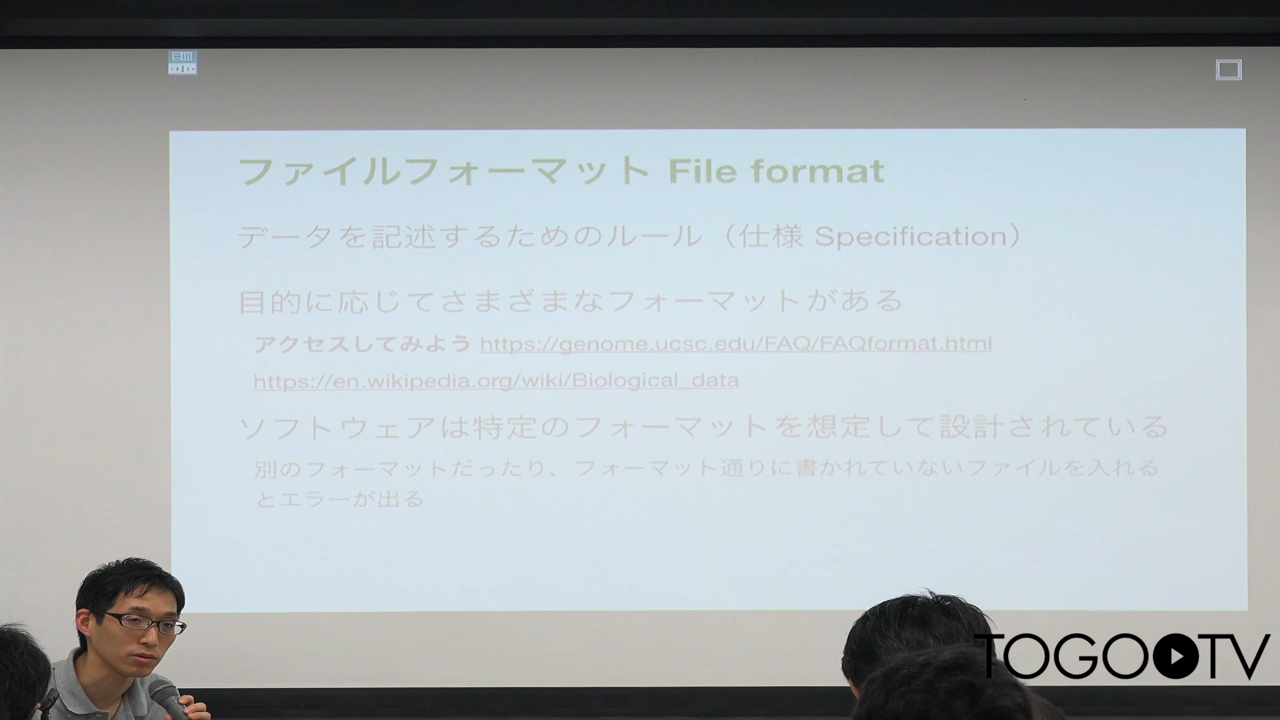 ファイルフォーマット File format
データを記述するためのルール（仕様 Specification）
目的に応じてさまざまなフォーマットがある
アクセスしてみよう https://genome.ucsc.edu/FAQ/FAQformat.html
https://en.wikipedia.org/wiki/Biological_data
ソフトウェアは特定のフォーマットを想定して設計されている
別のフォーマットだったり、フォーマット通りに書かれていないファイルを入れる
とエラーが出る
TOGOTV